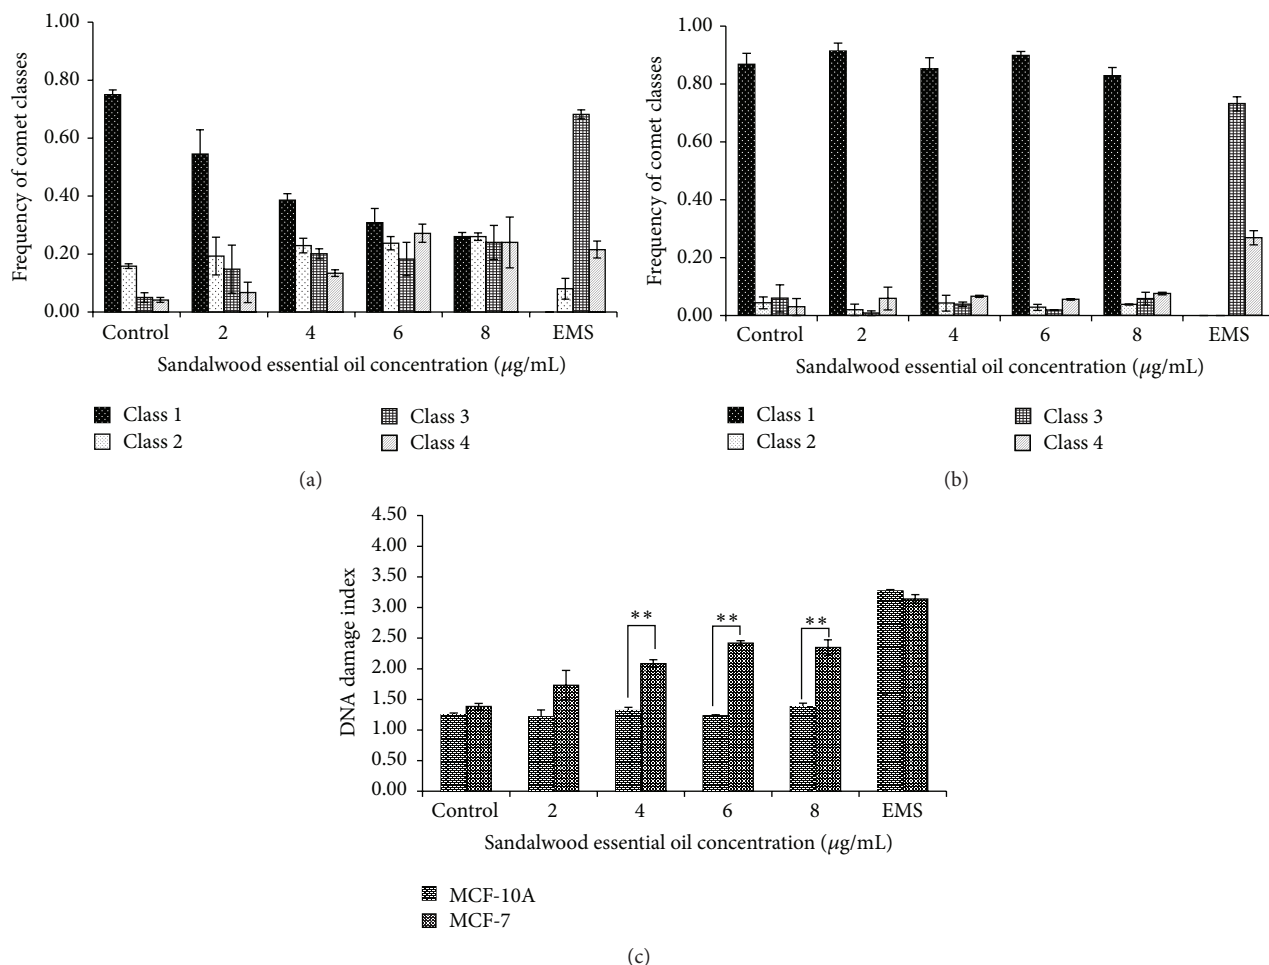 Frequency of comet classes
1.00
0.80
0.60
0.40
0.20
0.00
Control 2 4 6 8 EMS
Sandalwood essential oil concentration (μg/mL)
Class 1
Class 2
Class 3
Class 4
(a)
Frequency of comet classes
1.00
0.80
0.60
0.40
0.20
0.00
Control 2 4 6 8 EMS
Sandalwood essential oil concentration (μg/mL)
Class 1
Class 2
Class 3
Class 4
(b)
DNA damage index
4.50
4.00
3.50
3.00
2.50
2.00
1.50
1.00
0.50
0.00
** ** **
Control 2 4 6 8 EMS
Sandalwood essential oil concentration (μg/mL)
MCF-10A
MCF-7
(c)